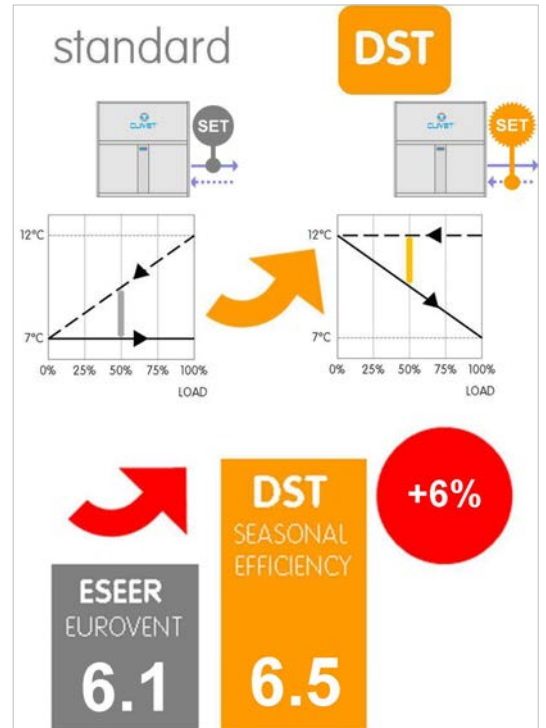 standard
DST
CLIVET
SET
CLIVET
SET
12°C
7°C
0% 25% 50% 75% 100%
LOAD
12°C
7°C
0% 25% 50% 75% 100%
LOAD
DST
SEASONAL
EFFICIENCY
6.5
+6%
ESEER
EUROVENT
6.1